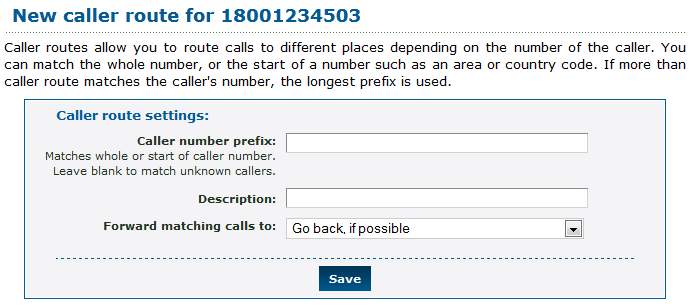 New caller route for 18001234503
Caller routes allow you to route calls to different places depending on the number of the caller. You
can match the whole number, or the start of a number such as an area or country code. If more than
caller route matches the caller's number, the longest prefix is used.
Caller route settings:
Caller number prefix:
Matches whole or start of caller number.
Leave blank to match unknown callers.
Description:
Forward matching calls to: Go back, if possible
Save